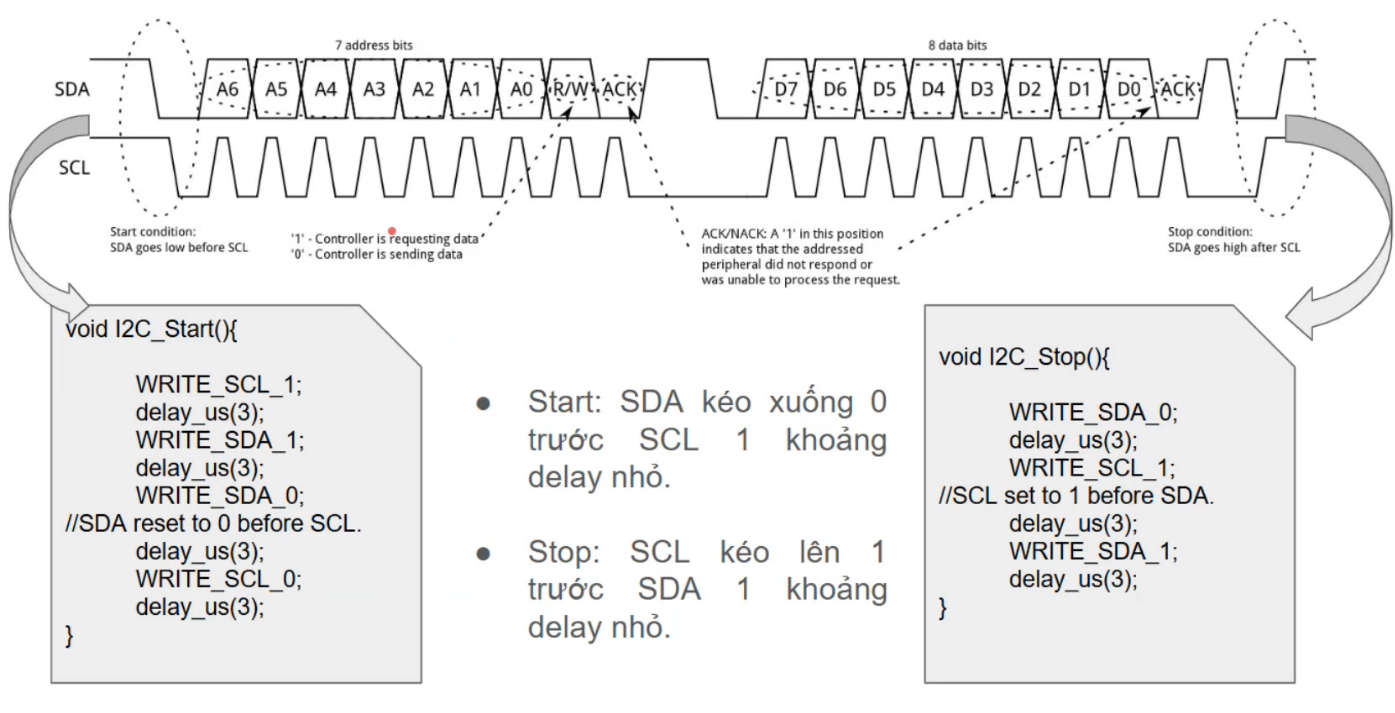 7 address bits
8 data bits
SDA
A6 A5 A4 A3 A2 A1 A0 R/W ACK
D7 D6 D5 D4 D3 D2 D1 D0 ACK
SCL
Start condition:
SDA goes low before SCL
'1' - Controller is requesting data
'0' - Controller is sending data
ACK/NACK: A '1' in this position
indicates that the addressed
peripheral did not respond or
was unable to process the request.
Stop condition:
SDA goes high after SCL
void I2C_Start(){
WRITE_SCL_1;
delay_us(3);
WRITE_SDA_1;
delay_us(3);
WRITE_SDA_0;
//SDA reset to 0 before SCL.
delay_us(3);
WRITE_SCL_0;
delay_us(3);
}
● Start: SDA kéo xuống 0
trước SCL 1 khoảng
delay nhỏ.
● Stop: SCL kéo lên 1
trước SDA 1 khoảng
delay nhỏ.
void I2C_Stop(){
WRITE_SDA_0;
delay_us(3);
WRITE_SCL_1;
//SCL set to 1 before SDA.
delay_us(3);
WRITE_SDA_1;
delay_us(3);
}